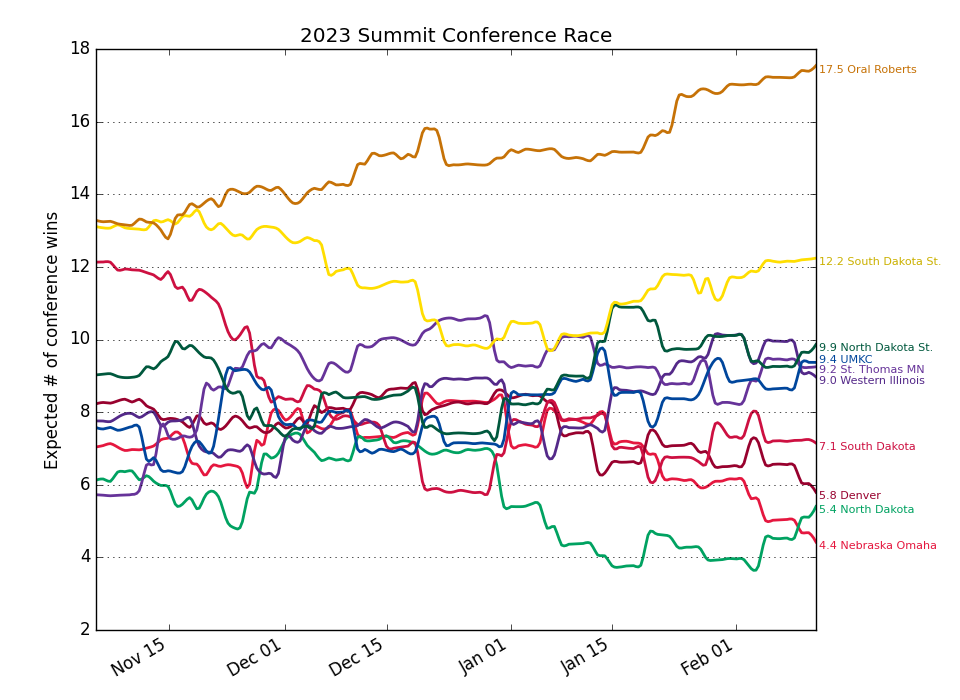 2023 Summit Conference Race
Expected # of conference wins
18
16
14
12
10
8
6
4
2
Nov 15
Dec 01
Dec 15
Jan 01
Jan 15
Feb 01
17.5 Oral Roberts
12.2 South Dakota St.
9.9 North Dakota St.
9.4 UMKC
9.2 St. Thomas MN
9.0 Western Illinois
7.1 South Dakota
5.8 Denver
5.4 North Dakota
4.4 Nebraska Omaha